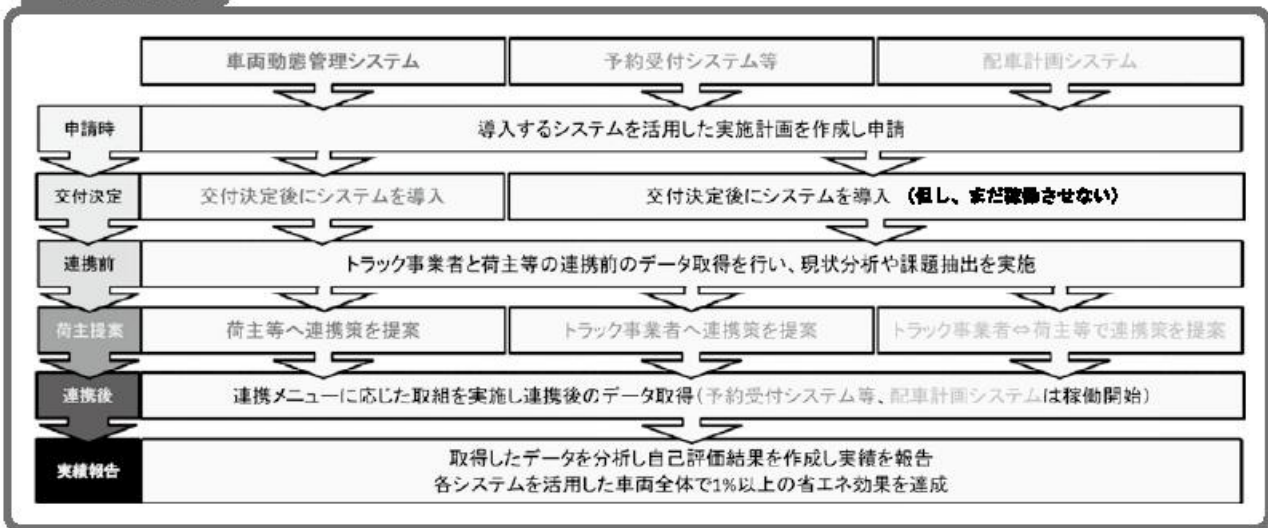 車両動態管理システム
予約受付システム等
配車計画システム
申請時
導入するシステムを活用した実施計画を作成し申請
交付決定
交付決定後にシステムを導入
交付決定後にシステムを導入 (但し、まだ稼働させない)
連携前
トラック事業者と荷主等の連携前のデータ取得を行い、現状分析や課題抽出を実施
荷主提案
荷主等へ連携策を提案
トラック事業者へ連携策を提案
トラック事業者⇔荷主等で連携策を提案
連携後
連携メニューに応じた取組を実施し連携後のデータ取得(予約受付システム等、配車計画システムは稼働開始)
実績報告
取得したデータを分析し自己評価結果を作成し実績を報告
各システムを活用した車両全体で1%以上の省エネ効果を達成